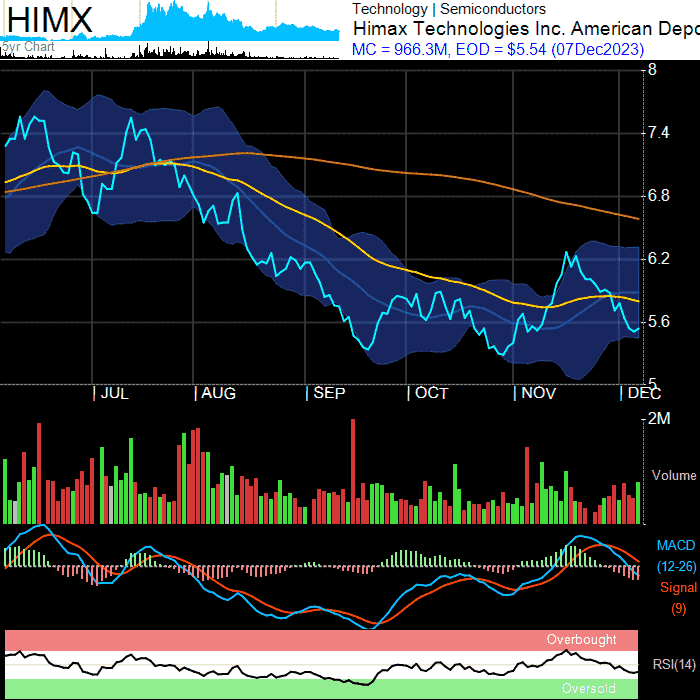 HIMX
5yr Chart
Technology | Semiconductors
Himax Technologies Inc. American Depo
MC = 966.3M, EOD = $5.54 (07Dec2023)
8
7.4
6.8
6.2
5.6
5
| JUL | AUG | SEP | OCT | NOV | DEC
2M
Volume
MACD
(12-26)
Signal
(9)
Overbought
RSI(14)
Oversold